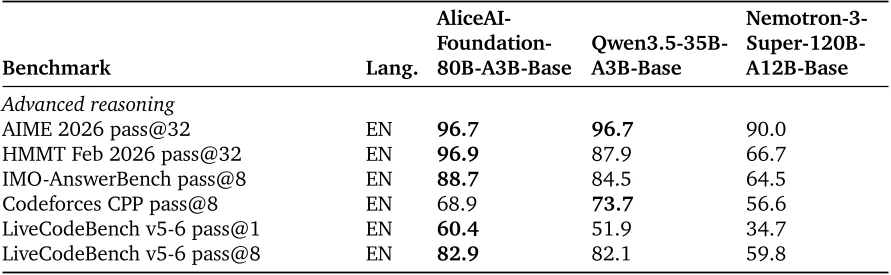 AliceAI- Nemotron-3-
Foundation- Qwen3.5-35B- Super-120B-
Benchmark Lang. 80B-A3B-Base A3B-Base A12B-Base
Advanced reasoning
AIME 2026 pass@32 EN 96.7 96.7 90.0
HMMT Feb 2026 pass@32 EN 96.9 87.9 66.7
IMO-AnswerBench pass@8 EN 88.7 84.5 64.5
Codeforces CPP pass@8 EN 68.9 73.7 56.6
LiveCodeBench v5-6 pass@1 EN 60.4 51.9 34.7
LiveCodeBench v5-6 pass@8 EN 82.9 82.1 59.8